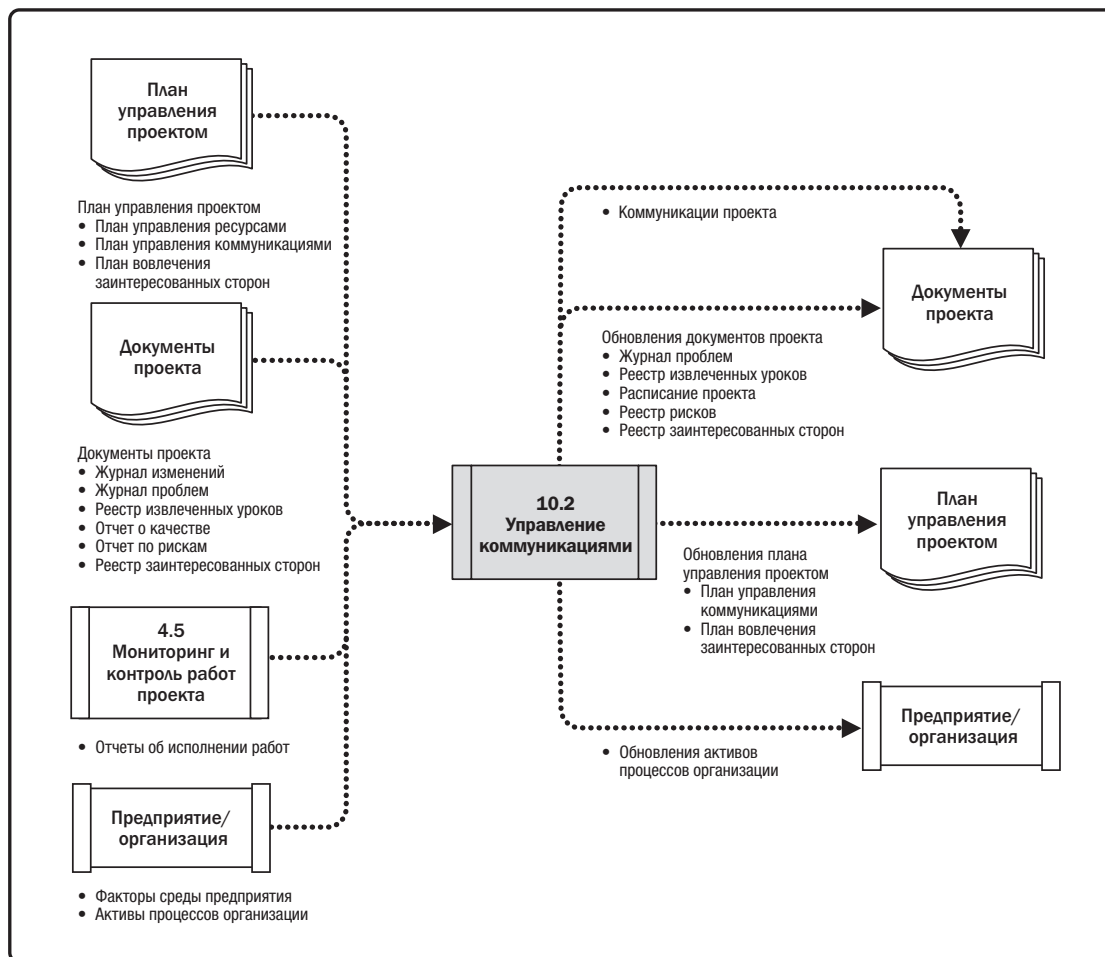 План
управления
проектом
План управления проектом
• План управления ресурсами
• План управления коммуникациями
• План вовлечения
заинтересованных сторон
Документы
проекта
Документы проекта
• Журнал изменений
• Журнал проблем
• Реестр извлеченных уроков
• Отчет о качестве
• Отчет по рискам
• Реестр заинтересованных сторон
4.5
Мониторинг и
контроль работ
проекта
• Отчеты об исполнении работ
Предприятие/
организация
• Факторы среды предприятия
• Активы процессов организации
10.2
Управление
коммуникациями
• Коммуникации проекта
Документы
проекта
Обновления документов проекта
• Журнал проблем
• Реестр извлеченных уроков
• Расписание проекта
• Реестр рисков
• Реестр заинтересованных сторон
План
управления
проектом
Обновления плана
управления проектом
• План управления
коммуникациями
• План вовлечения
заинтересованных сторон
Предприятие/
организация
• Обновления активов
процессов организации